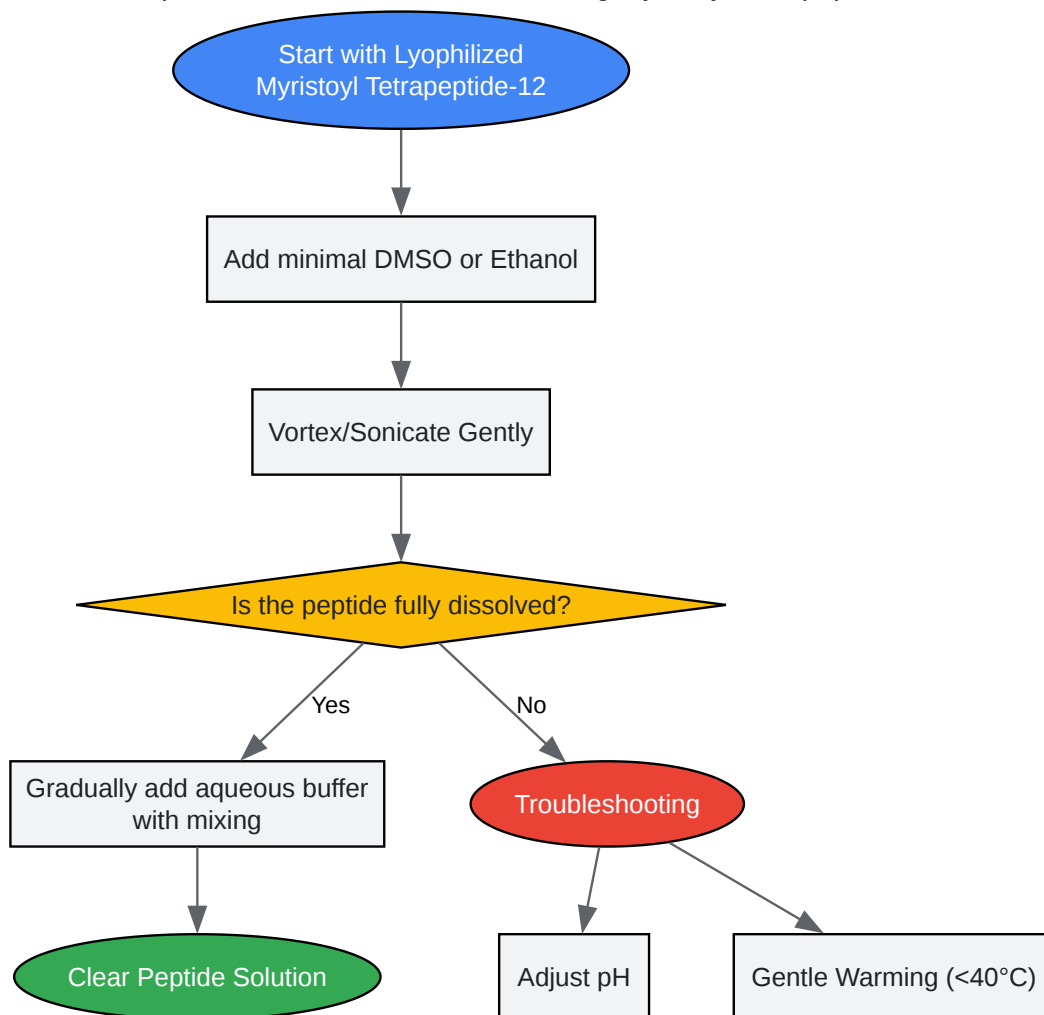 Start with Lyophilized
Myristoyl Tetrapeptide-12
Add minimal DMSO or Ethanol
Vortex/Sonicate Gently
Is the peptide fully dissolved?
Yes
No
Gradually add aqueous buffer
with mixing
Troubleshooting
Clear Peptide Solution
Adjust pH
Gentle Warming (<40°C)